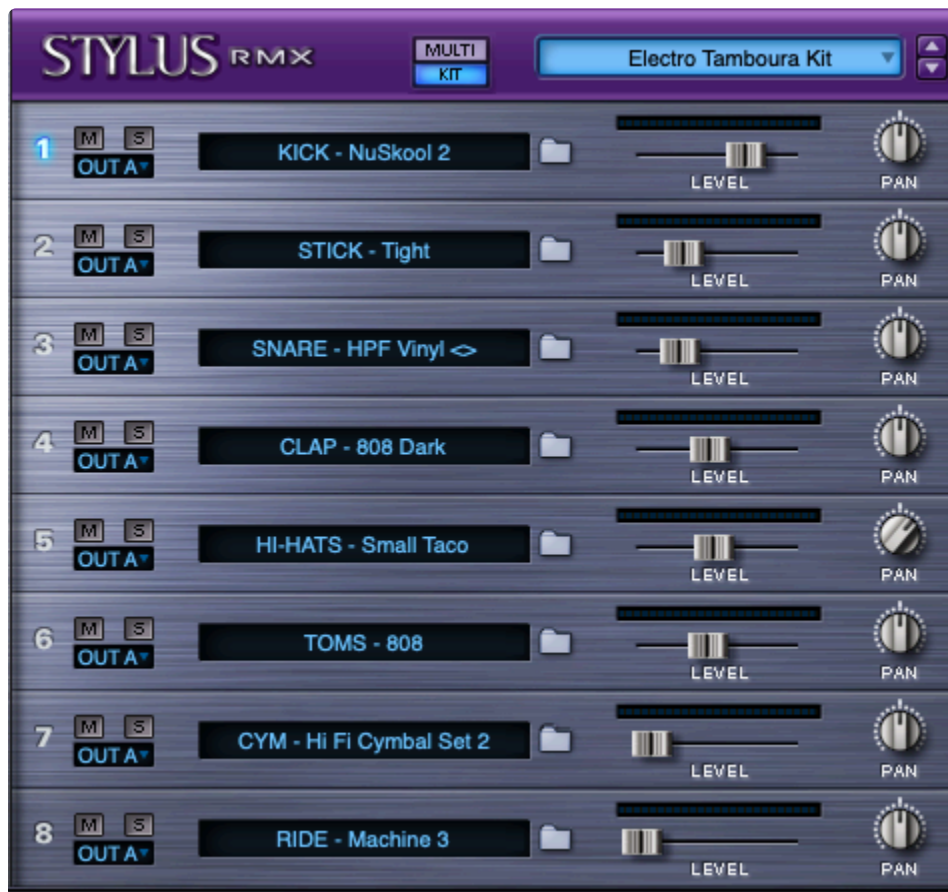 STYLUS RMX
MULTI
KIT
Electro Tamboura Kit
1
M S
OUT A
KICK - NuSkool 2
LEVEL
PAN
2
M S
OUT A
STICK - Tight
LEVEL
PAN
3
M S
OUT A
SNARE - HPF Vinyl <>
LEVEL
PAN
4
M S
OUT A
CLAP - 808 Dark
LEVEL
PAN
5
M S
OUT A
HI-HATS - Small Taco
LEVEL
PAN
6
M S
OUT A
TOMS - 808
LEVEL
PAN
7
M S
OUT A
CYM - Hi Fi Cymbal Set 2
LEVEL
PAN
8
M S
OUT A
RIDE - Machine 3
LEVEL
PAN